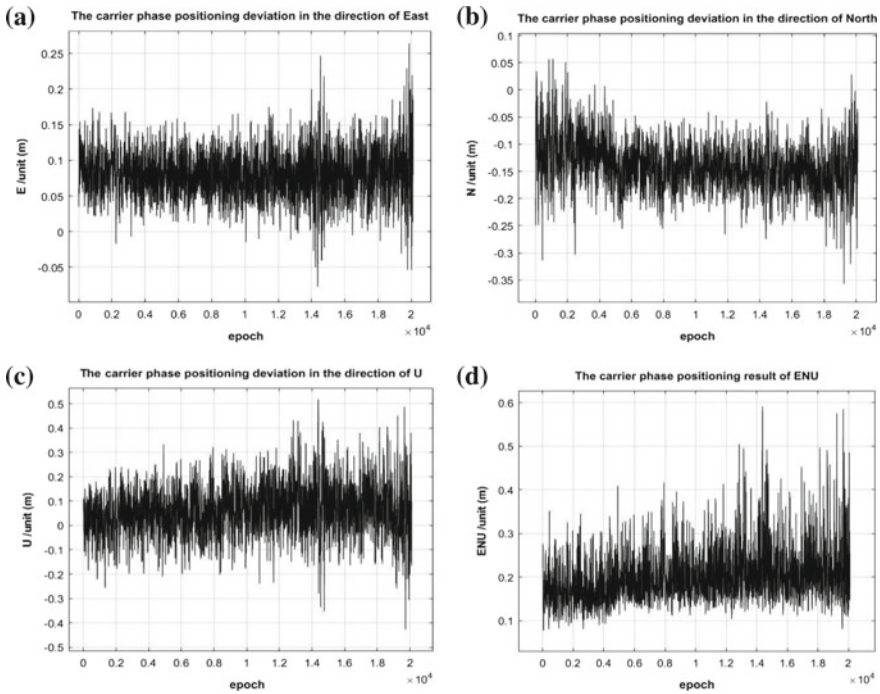 (a)
The carrier phase positioning deviation in the direction of East
0.25
0.2
0.15
0.1
0.05
0
-0.05
E /unit (m)
0 0.2 0.4 0.6 0.8 1 1.2 1.4 1.6 1.8 2
× 10⁴
epoch
(b)
The carrier phase positioning deviation in the direction of North
0.1
0.05
0
-0.05
-0.1
-0.15
-0.2
-0.25
-0.3
-0.35
N /unit (m)
0 0.2 0.4 0.6 0.8 1 1.2 1.4 1.6 1.8 2
× 10⁴
epoch
(c)
The carrier phase positioning deviation in the direction of U
0.5
0.4
0.3
0.2
0.1
0
-0.1
-0.2
-0.3
-0.4
-0.5
U /unit (m)
0 0.2 0.4 0.6 0.8 1 1.2 1.4 1.6 1.8 2
× 10⁴
epoch
(d)
The carrier phase positioning result of ENU
0.6
0.5
0.4
0.3
0.2
0.1
ENU /unit (m)
0 0.2 0.4 0.6 0.8 1 1.2 1.4 1.6 1.8 2
× 10⁴
epoch